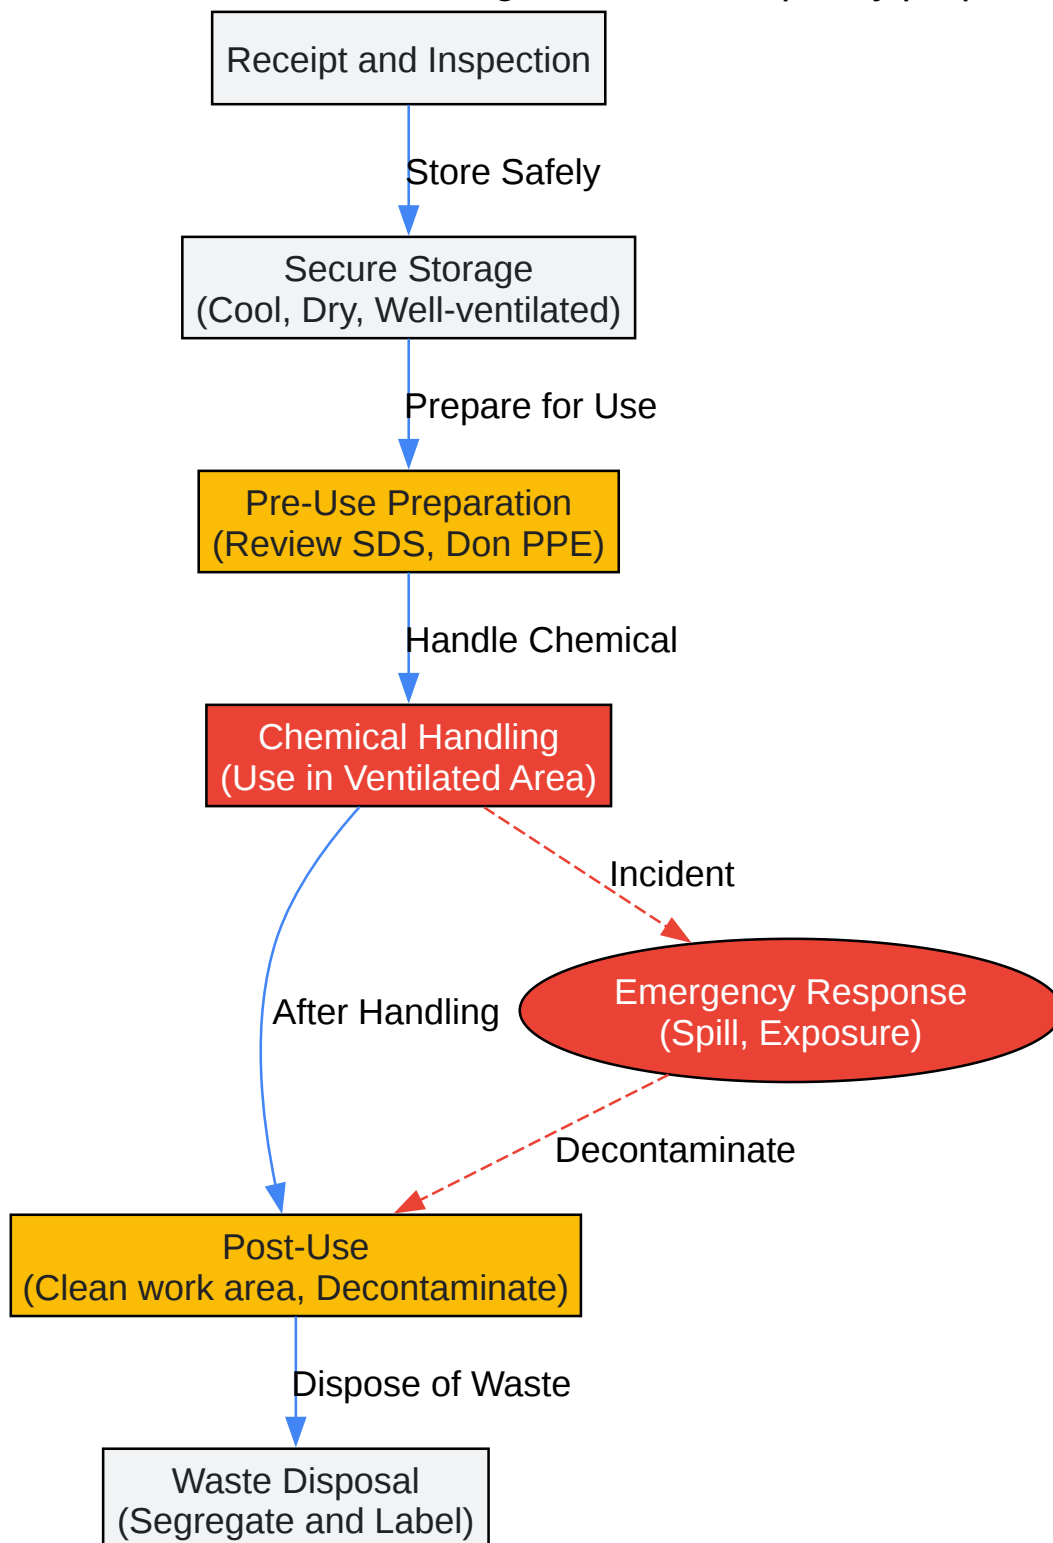 Receipt and Inspection
Store Safely
Secure Storage
(Cool, Dry, Well-ventilated)
Prepare for Use
Pre-Use Preparation
(Review SDS, Don PPE)
Handle Chemical
Chemical Handling
(Use in Ventilated Area)
Incident
Emergency Response
(Spill, Exposure)
After Handling
Decontaminate
Post-Use
(Clean work area, Decontaminate)
Dispose of Waste
Waste Disposal
(Segregate and Label)